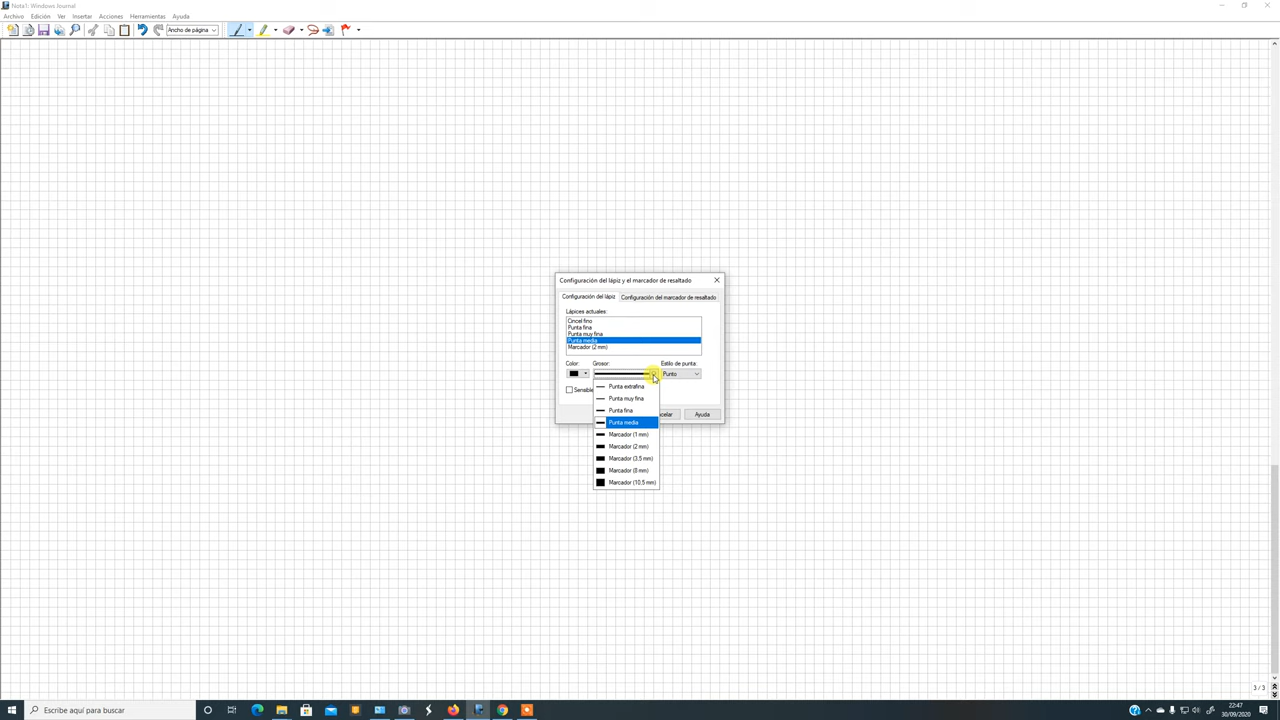 Nota1: Windows Journal
Archivo Edición Ver Insertar Acciones Herramientas Ayuda
Ancho de página
Configuración del lápiz y el marcador de resaltado
Configuración del lápiz Configuración del marcador de resaltado
Lápices actuales:
Cincel fino
Punta fina
Punta muy fina
Punta media
Marcador (2 mm)
Color: Grosor: Estilo de punta:
Punto
Sensible
Punta extrafina
Punta muy fina
Punta fina
Punta media
Marcador (1 mm)
Marcador (2 mm)
Marcador (3,5 mm)
Marcador (8 mm)
Marcador (10,5 mm)
celar Ayuda
3 / 3
Escribe aquí para buscar
22:47
30/09/2020